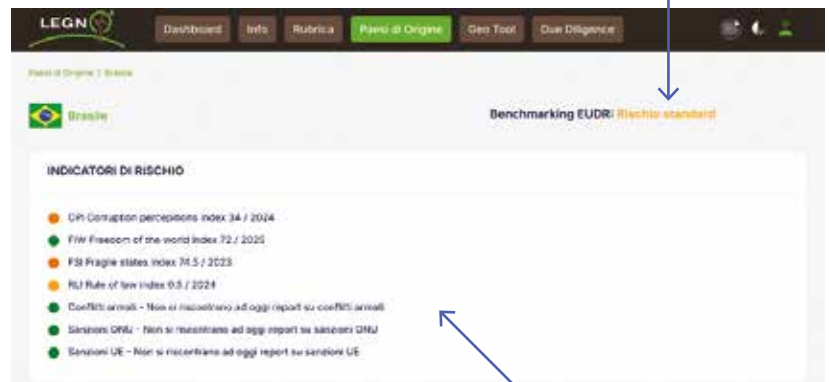 LEGN
Dashboard Info Rubrica Paesi di Origine Geo Tool Due Diligence
Paesi di Origine / Brasile
Brasile
Benchmarking EUDR: Rischio standard
INDICATORI DI RISCHIO
CPI Corruption perceptions index 34 / 2024
FIW Freedom of the world index 72 / 2025
FSI Fragile states index 74.5 / 2023
RLI Rule of law index 0.5 / 2024
Conflitti armati - Non si riscontrano ad oggi report su conflitti armati
Sanzioni ONU - Non si riscontrano ad oggi report su sanzioni ONU
Sanzioni UE - Non si riscontrano ad oggi report su sanzioni UE